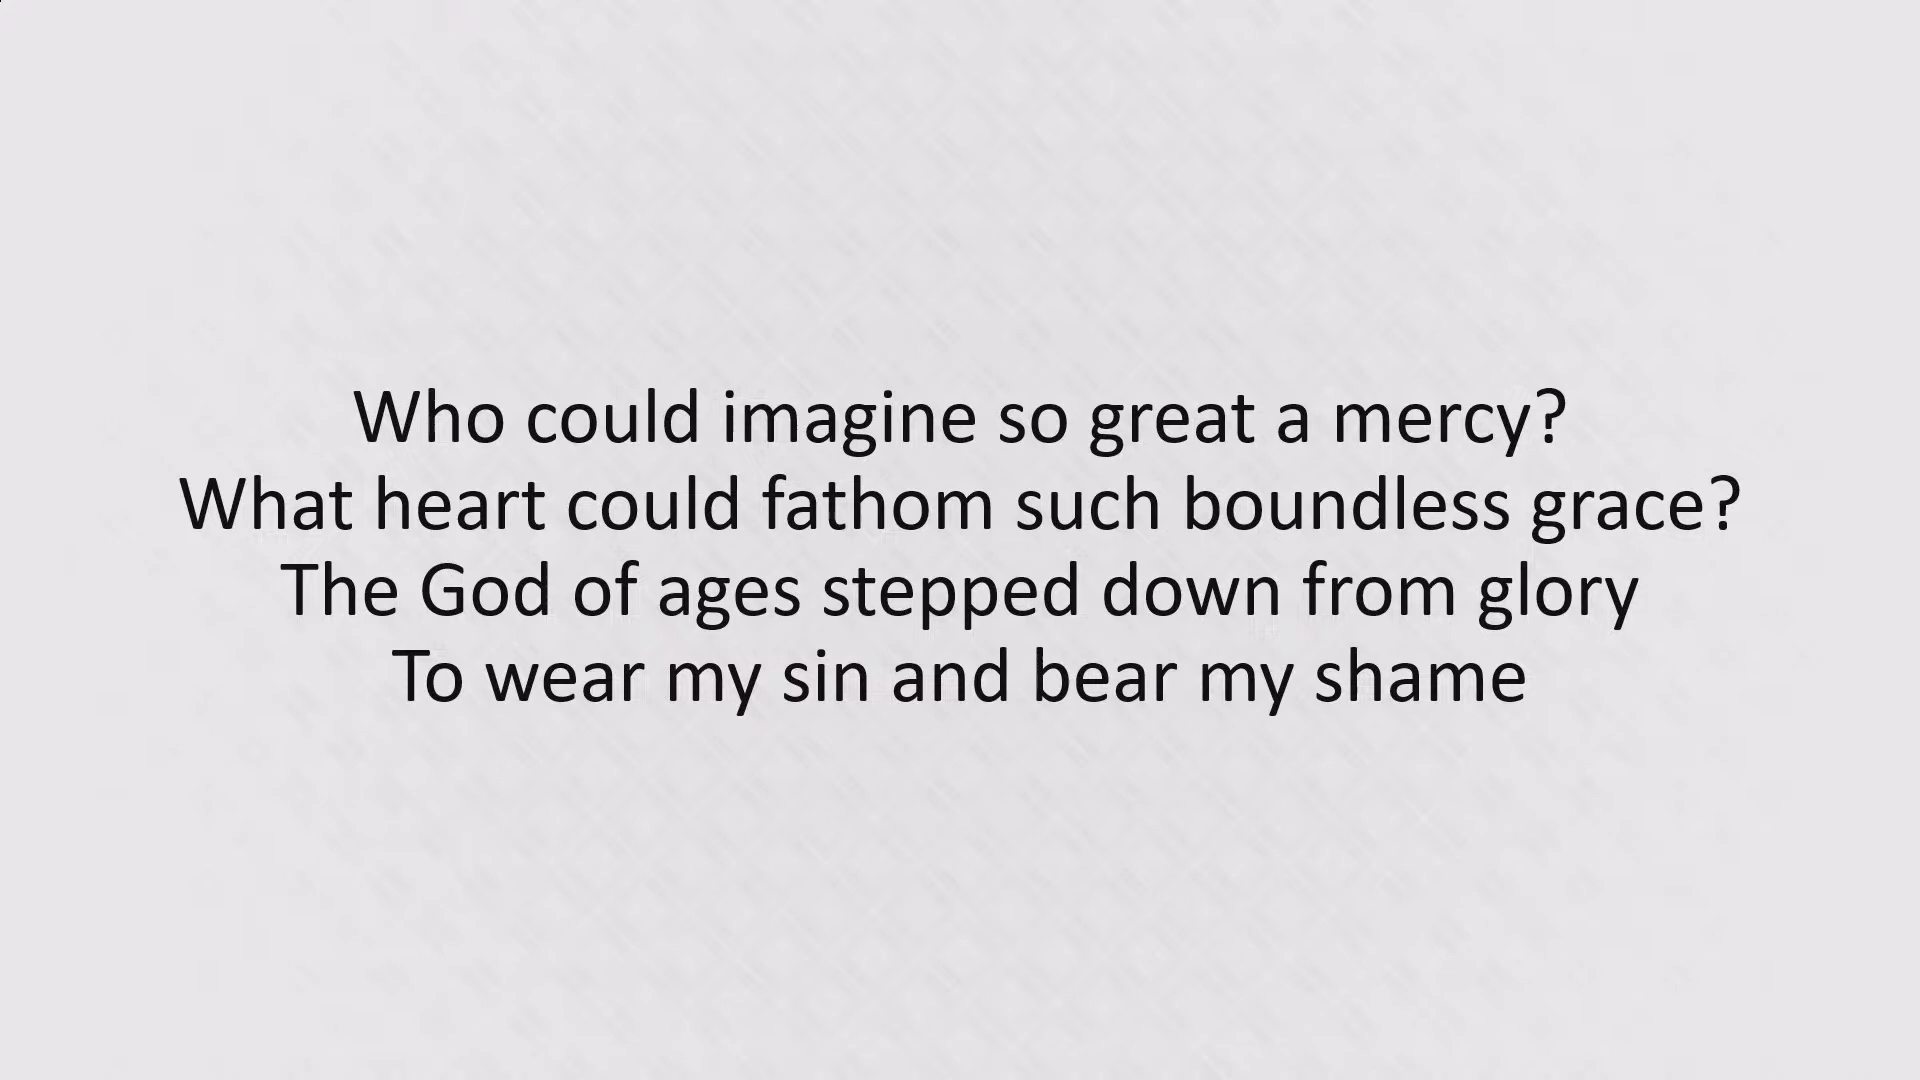 Who could imagine so great a mercy?
What heart could fathom such boundless grace?
The God of ages stepped down from glory
To wear my sin and bear my shame